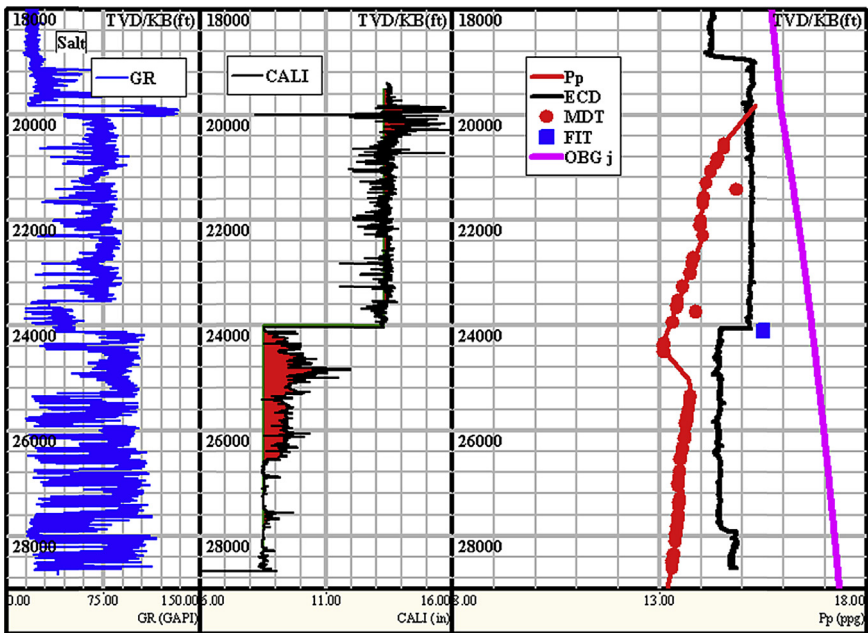 18000 TVD/KB(ft)
Salt
GR
20000
22000
24000
26000
28000
0.00 75.00 150.00
GR (GAPI)
18000 TVD/KB(ft)
CALI
20000
22000
24000
26000
28000
6.00 11.00 16.00
CALI (in)
18000 TVD/KB(ft)
Pp
ECD
MDT
FIT
OBG j
20000
22000
24000
26000
28000
8.00 13.00 18.00
Pp (ppg)